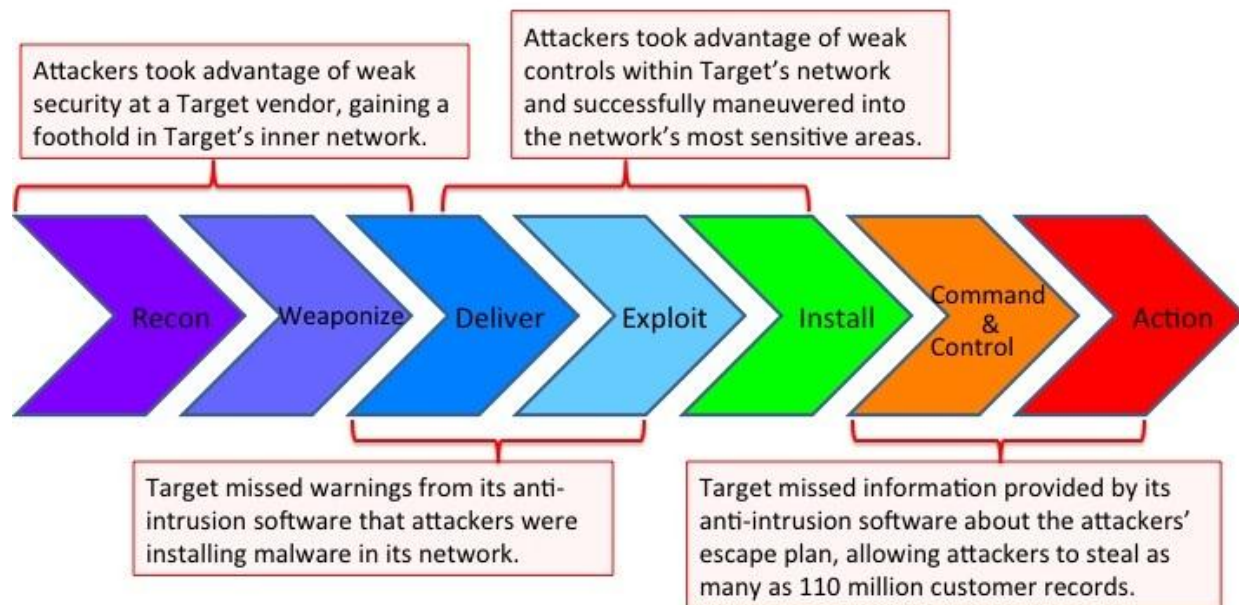 Attackers took advantage of weak
security at a Target vendor, gaining a
foothold in Target’s inner network.
Attackers took advantage of weak
controls within Target’s network
and successfully maneuvered into
the network’s most sensitive areas.
Recon
Weaponize
Deliver
Exploit
Install
Command
&
Control
Action
Target missed warnings from its anti-
intrusion software that attackers were
installing malware in its network.
Target missed information provided by its
anti-intrusion software about the attackers’
escape plan, allowing attackers to steal as
many as 110 million customer records.